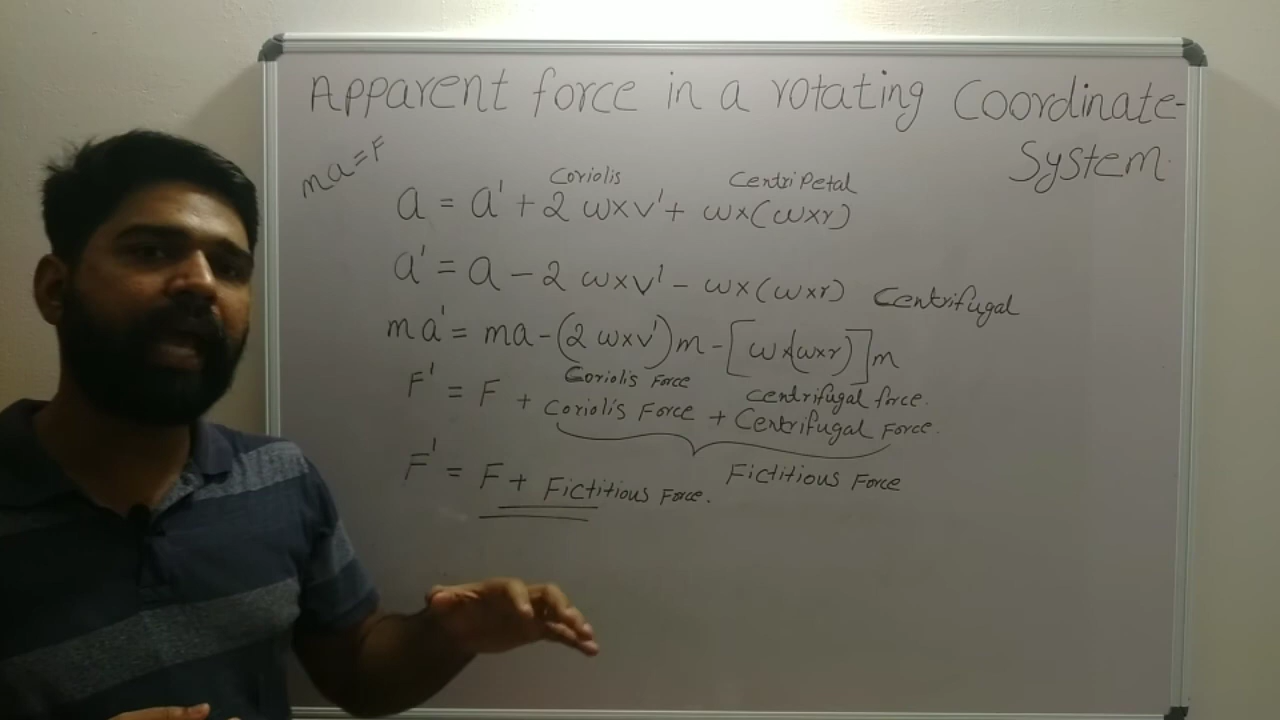 Apparent force in a rotating Coordinate-
System
ma=F
Coriolis Centripetal
a = a' + 2 ω×v' + ω×(ω×r)
a' = a - 2 ω×v' - ω×(ω×r) Centrifugal
ma' = ma - (2 ω×v')m - [ω×(ω×r)]m
Coriolis Force centrifugal force.
F' = F + Coriolis Force + Centrifugal Force.
Fictitious Force
F' = F + Fictitious Force.